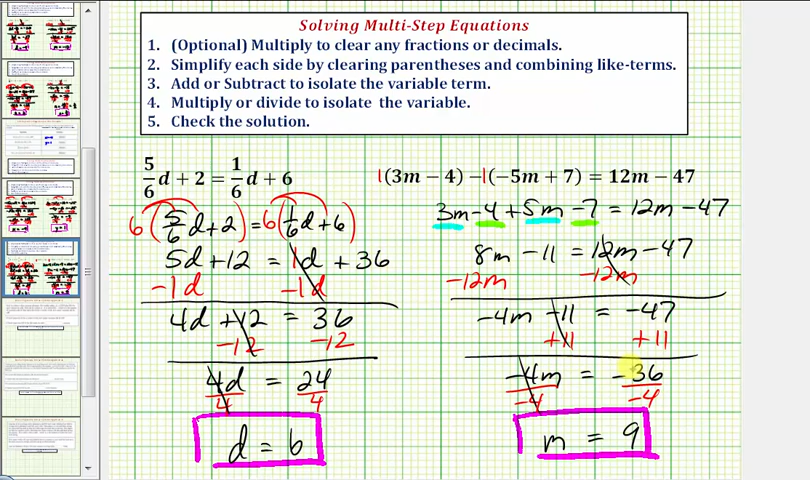 Solving Multi-Step Equations
1. (Optional) Multiply to clear any fractions or decimals.
2. Simplify each side by clearing parentheses and combining like-terms.
3. Add or Subtract to isolate the variable term.
4. Multiply or divide to isolate the variable.
5. Check the solution.
5/6 d + 2 = 1/6 d + 6
6(5/6 d + 2) = 6(1/6 d + 6)
5d + 12 = 1d + 36
-1d -1d
4d + 12 = 36
-12 -12
4d = 24
4 4
d = 6
1(3m − 4) −1(−5m + 7) = 12m − 47
3m - 4 + 5m - 7 = 12m - 47
8m - 11 = 12m - 47
-12m -12m
-4m - 11 = -47
+11 +11
-4m = -36
-4 -4
m = 9